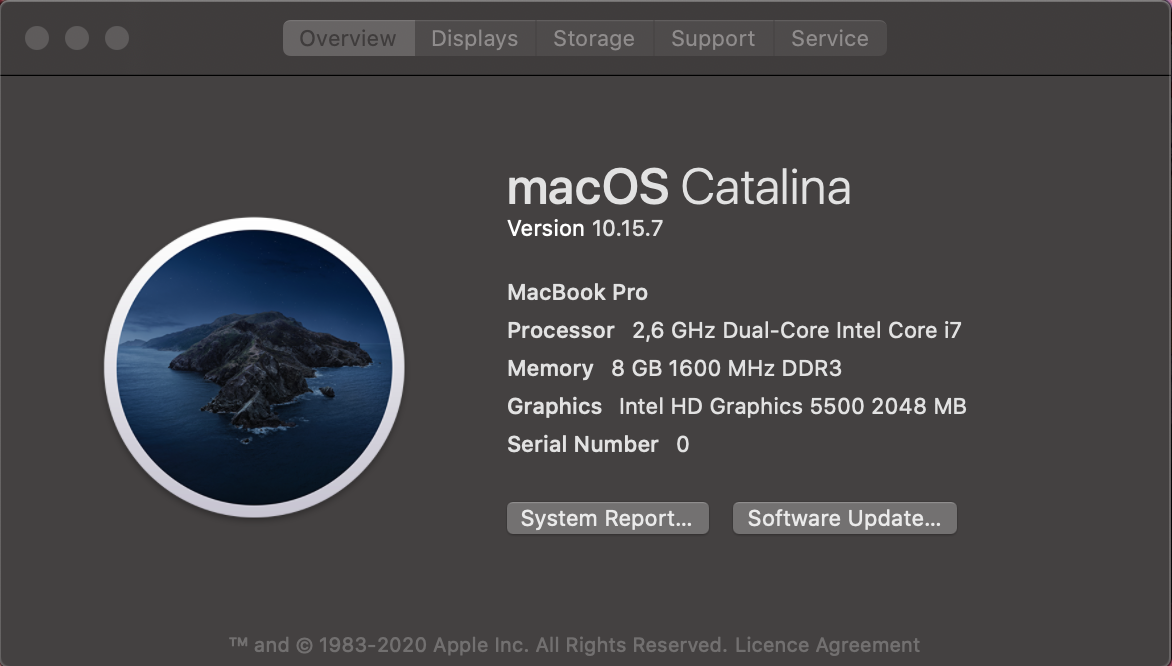 Overview Displays Storage Support Service
macOS Catalina
Version 10.15.7
MacBook Pro
Processor 2,6 GHz Dual-Core Intel Core i7
Memory 8 GB 1600 MHz DDR3
Graphics Intel HD Graphics 5500 2048 MB
Serial Number 0
System Report... Software Update...
™ and © 1983-2020 Apple Inc. All Rights Reserved. Licence Agreement